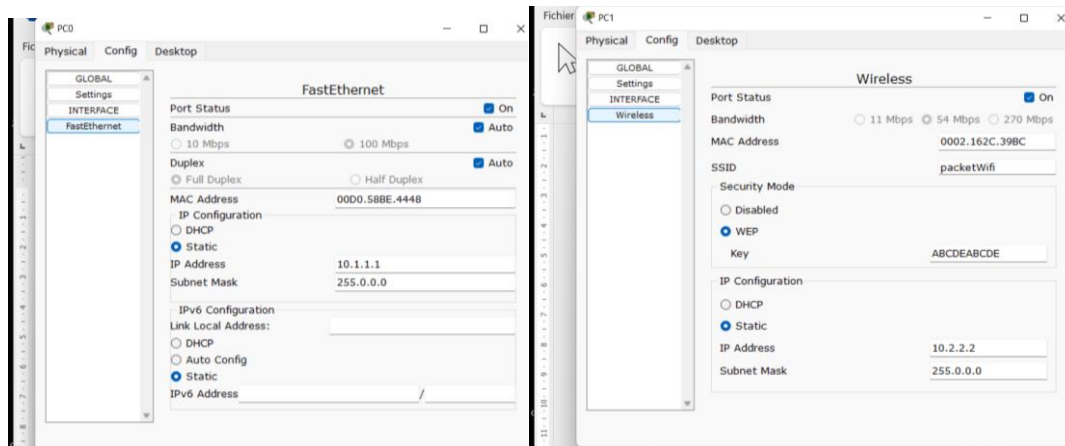 Fic
PC0
Physical Config Desktop
GLOBAL
Settings
INTERFACE
FastEthernet
FastEthernet
Port Status On
Bandwidth Auto
10 Mbps 100 Mbps
Duplex Auto
Full Duplex Half Duplex
MAC Address 00D0.58BE.444B
IP Configuration
DHCP
Static
IP Address 10.1.1.1
Subnet Mask 255.0.0.0
IPv6 Configuration
Link Local Address:
DHCP
Auto Config
Static
IPv6 Address /
Fichier
PC1
Physical Config Desktop
GLOBAL
Settings
INTERFACE
Wireless
Wireless
Port Status On
Bandwidth 11 Mbps 54 Mbps 270 Mbps
MAC Address 0002.162C.39BC
SSID packetWifi
Security Mode
Disabled
WEP
Key ABCDEABCDE
IP Configuration
DHCP
Static
IP Address 10.2.2.2
Subnet Mask 255.0.0.0